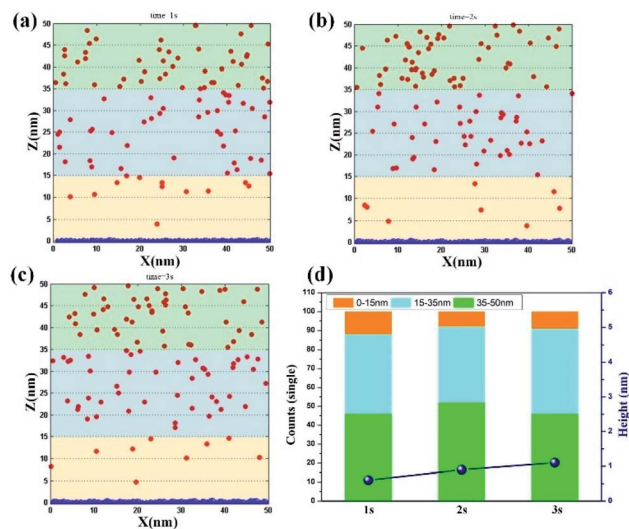 (a)
time=1s
50
45
40
35
30
25
20
15
10
5
0
Z(nm)
0 10 20 30 40 50
X(nm)
(b)
time=2s
50
45
40
35
30
25
20
15
10
5
0
Z(nm)
0 10 20 30 40 50
X(nm)
(c)
time=3s
50
45
40
35
30
25
20
15
10
5
0
Z(nm)
0 10 20 30 40 50
X(nm)
(d)
0-15nm 15-35nm 35-50nm
110
100
90
80
70
60
50
40
30
20
10
0
Counts (single)
6
5
4
3
2
1
0
Height (nm)
1s 2s 3s